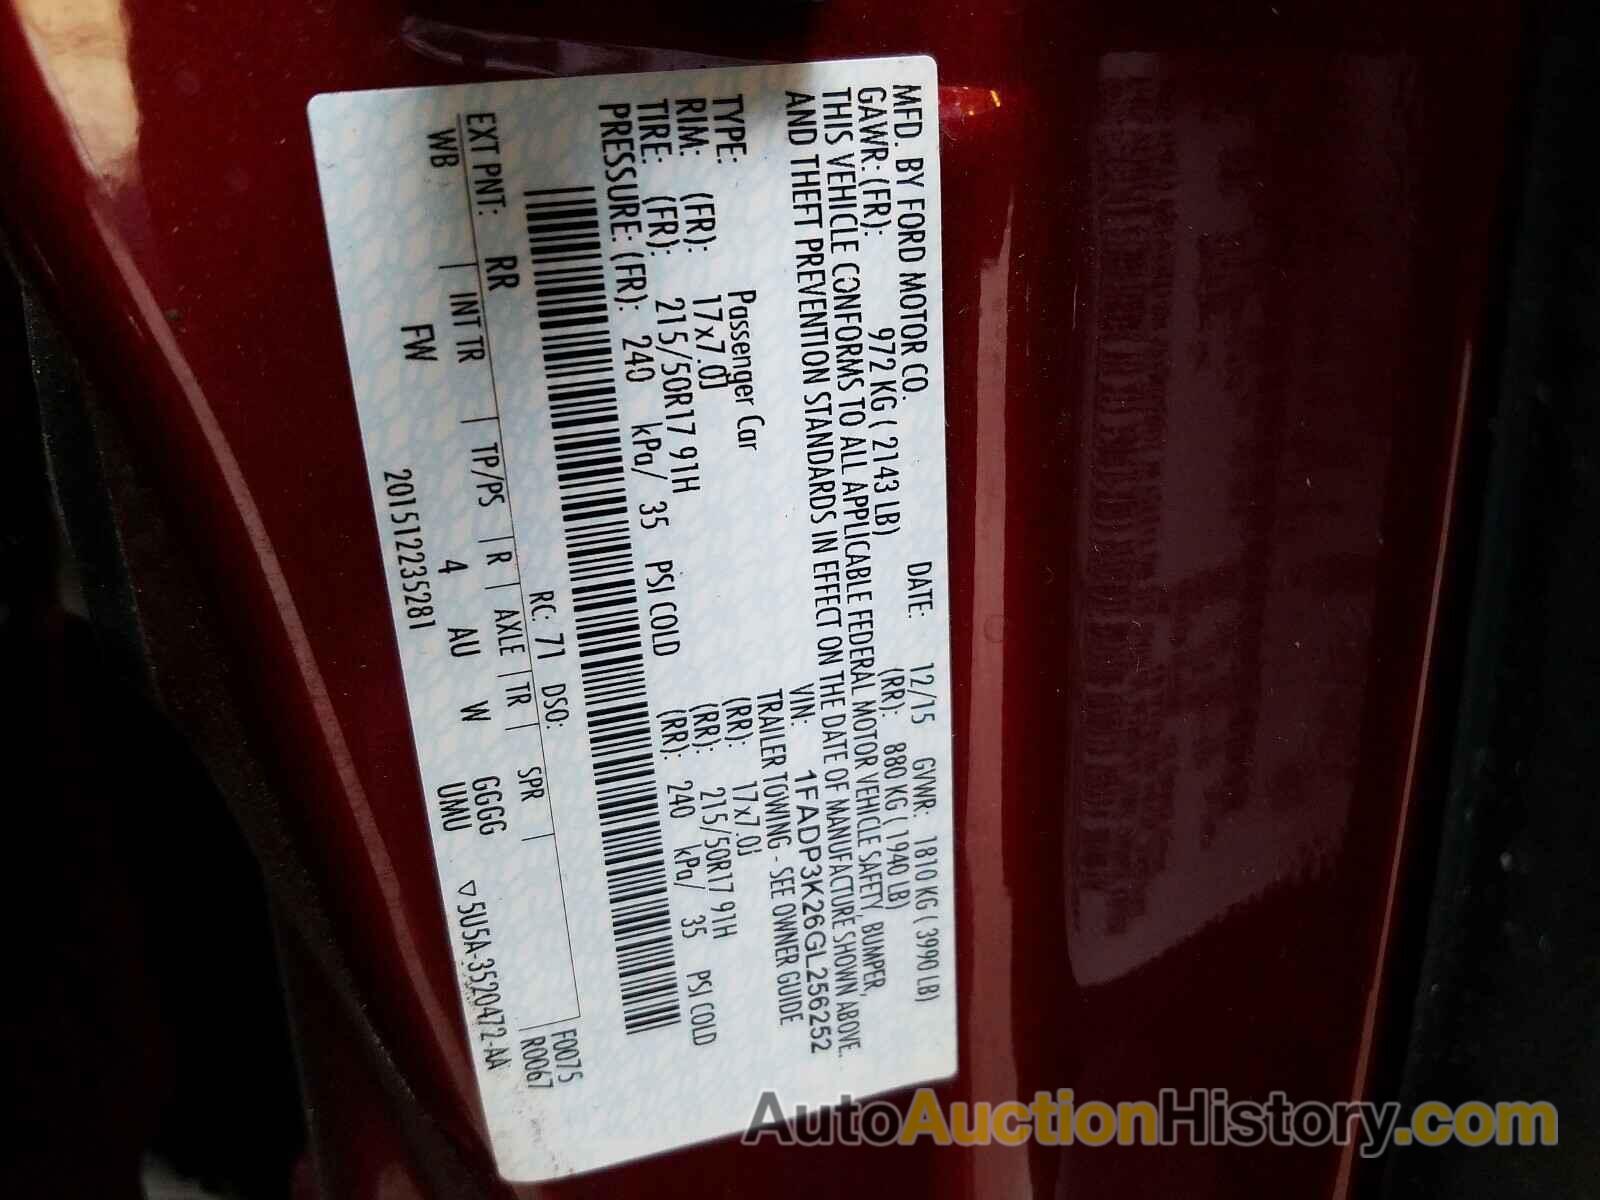 MFD. BY FORD MOTOR CO.
DATE: 12/15 GVWR: 1810 KG ( 3990 LB)
GAWR: (FR): 972 KG ( 2143 LB) (RR): 880 KG ( 1940 LB)
THIS VEHICLE CONFORMS TO ALL APPLICABLE FEDERAL MOTOR VEHICLE SAFETY, BUMPER,
AND THEFT PREVENTION STANDARDS IN EFFECT ON THE DATE OF MANUFACTURE SHOWN ABOVE.
VIN: 1FADP3K26GL256252
TYPE: Passenger Car TRAILER TOWING - SEE OWNER GUIDE
RIM: (FR): 17x7.0J (RR): 17x7.0J
TIRE: (FR): 215/50R17 91H (RR): 215/50R17 91H
PRESSURE: (FR): 240 kPa/ 35 PSI COLD (RR): 240 kPa/ 35 PSI COLD
F0075
RC: 71 DSO: R0067
EXT PNT: RR
WB INT TR TP/PS R AXLE TR SPR
FW 4 AU W GGGG
UMU ▽5U5A-3520472-AA
201512235281
AutoAuctionHistory.com